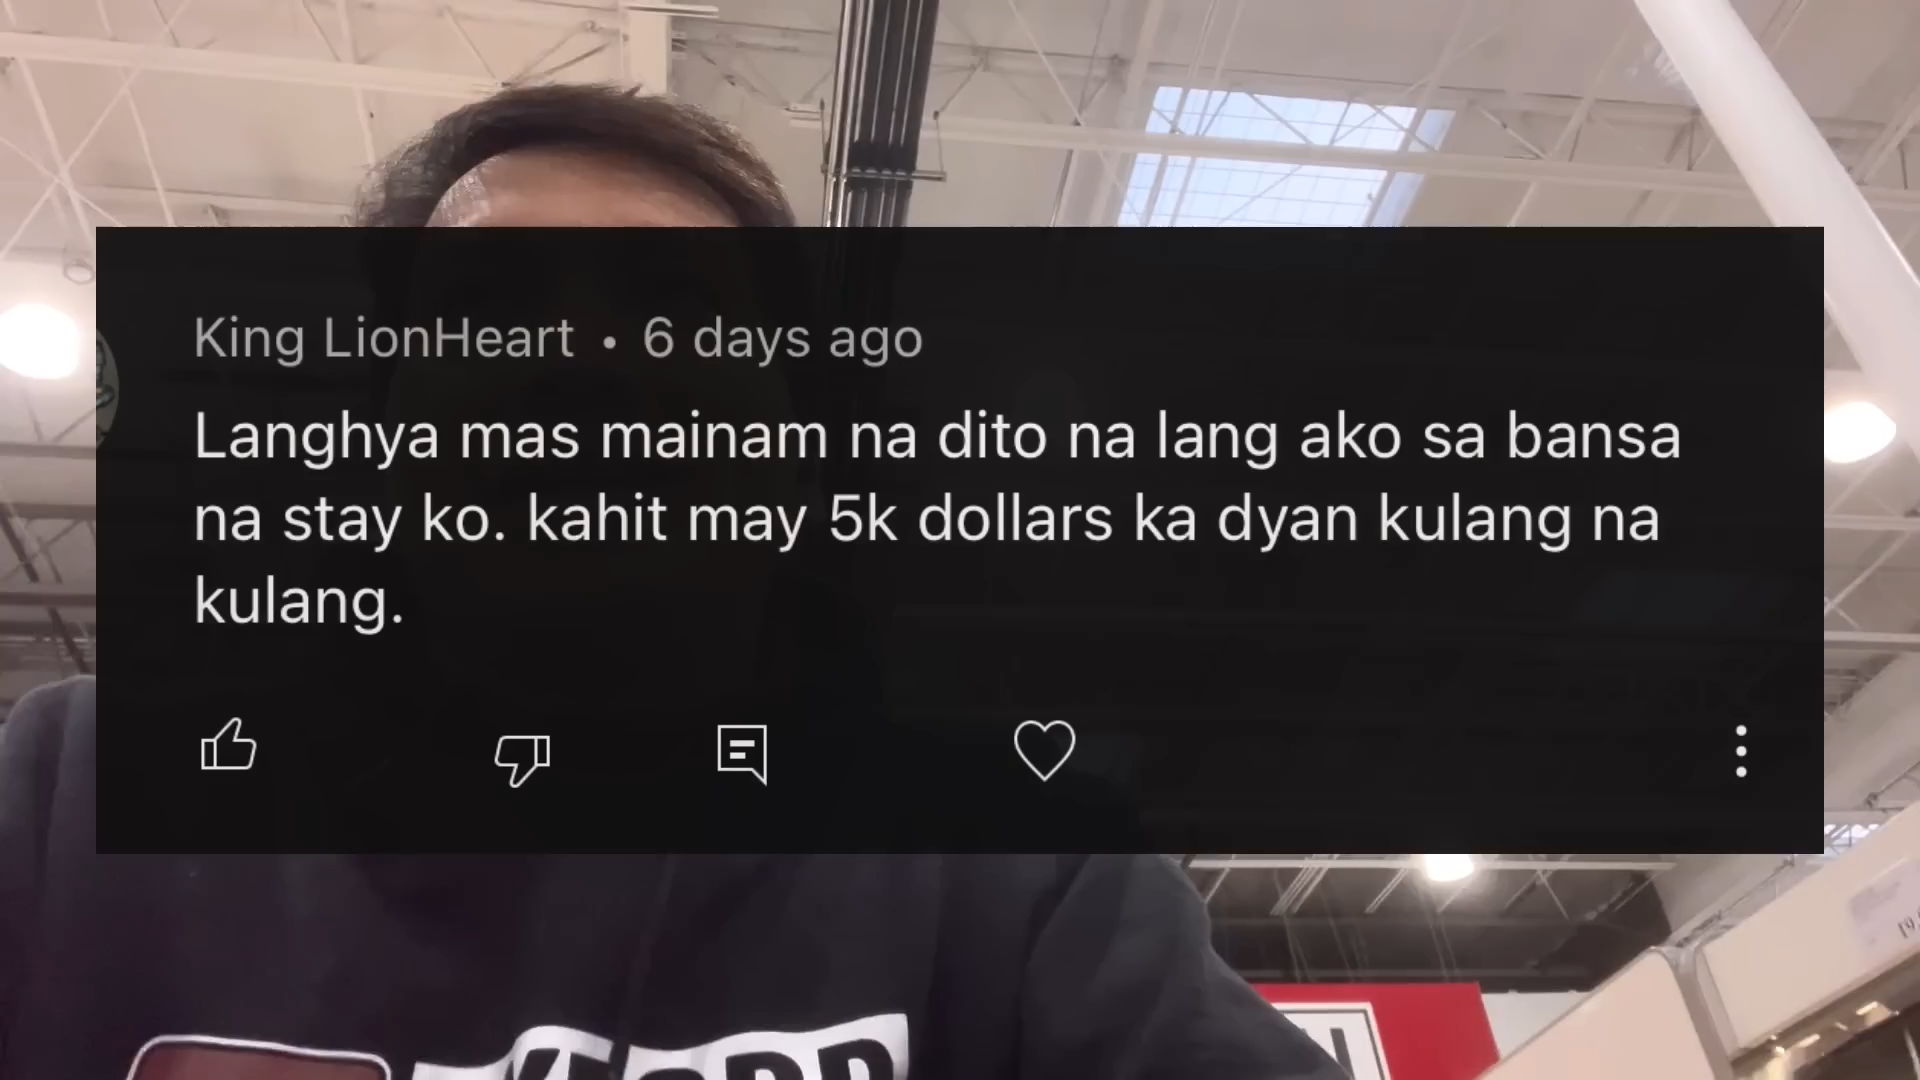 King LionHeart • 6 days ago
Langhya mas mainam na dito na lang ako sa bansa
na stay ko. kahit may 5k dollars ka dyan kulang na
kulang.